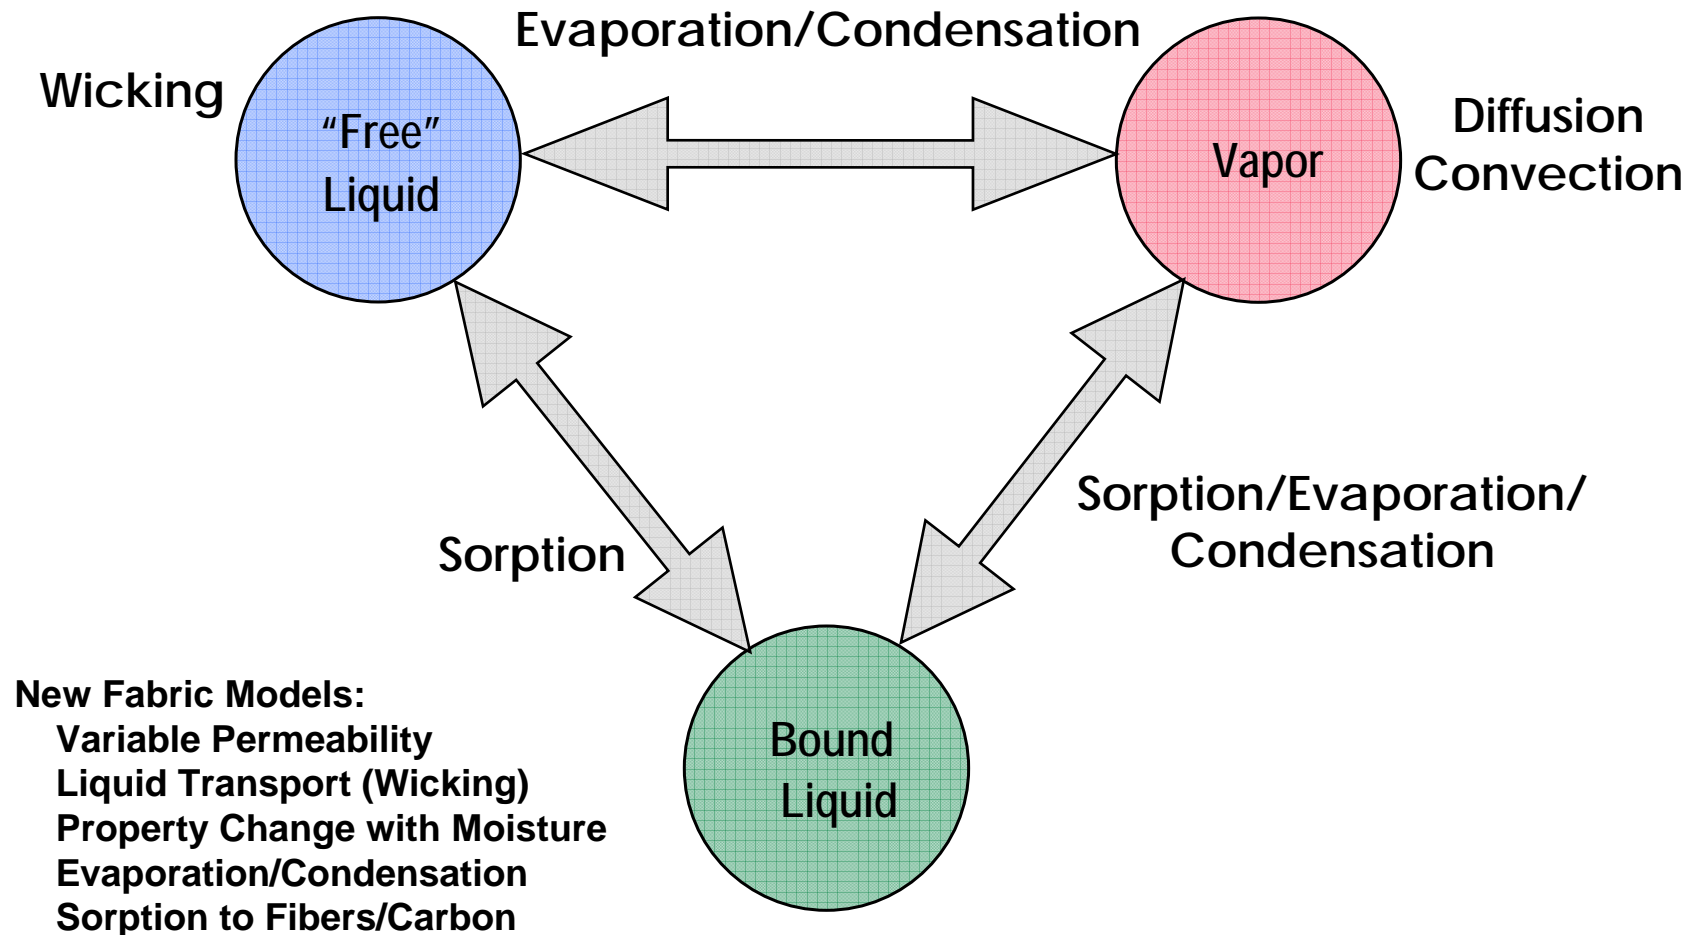 Evaporation/Condensation
Wicking
“Free”
Liquid
Vapor
Diffusion
Convection
Sorption/Evaporation/
Condensation
Sorption
Bound
Liquid
New Fabric Models:
Variable Permeability
Liquid Transport (Wicking)
Property Change with Moisture
Evaporation/Condensation
Sorption to Fibers/Carbon